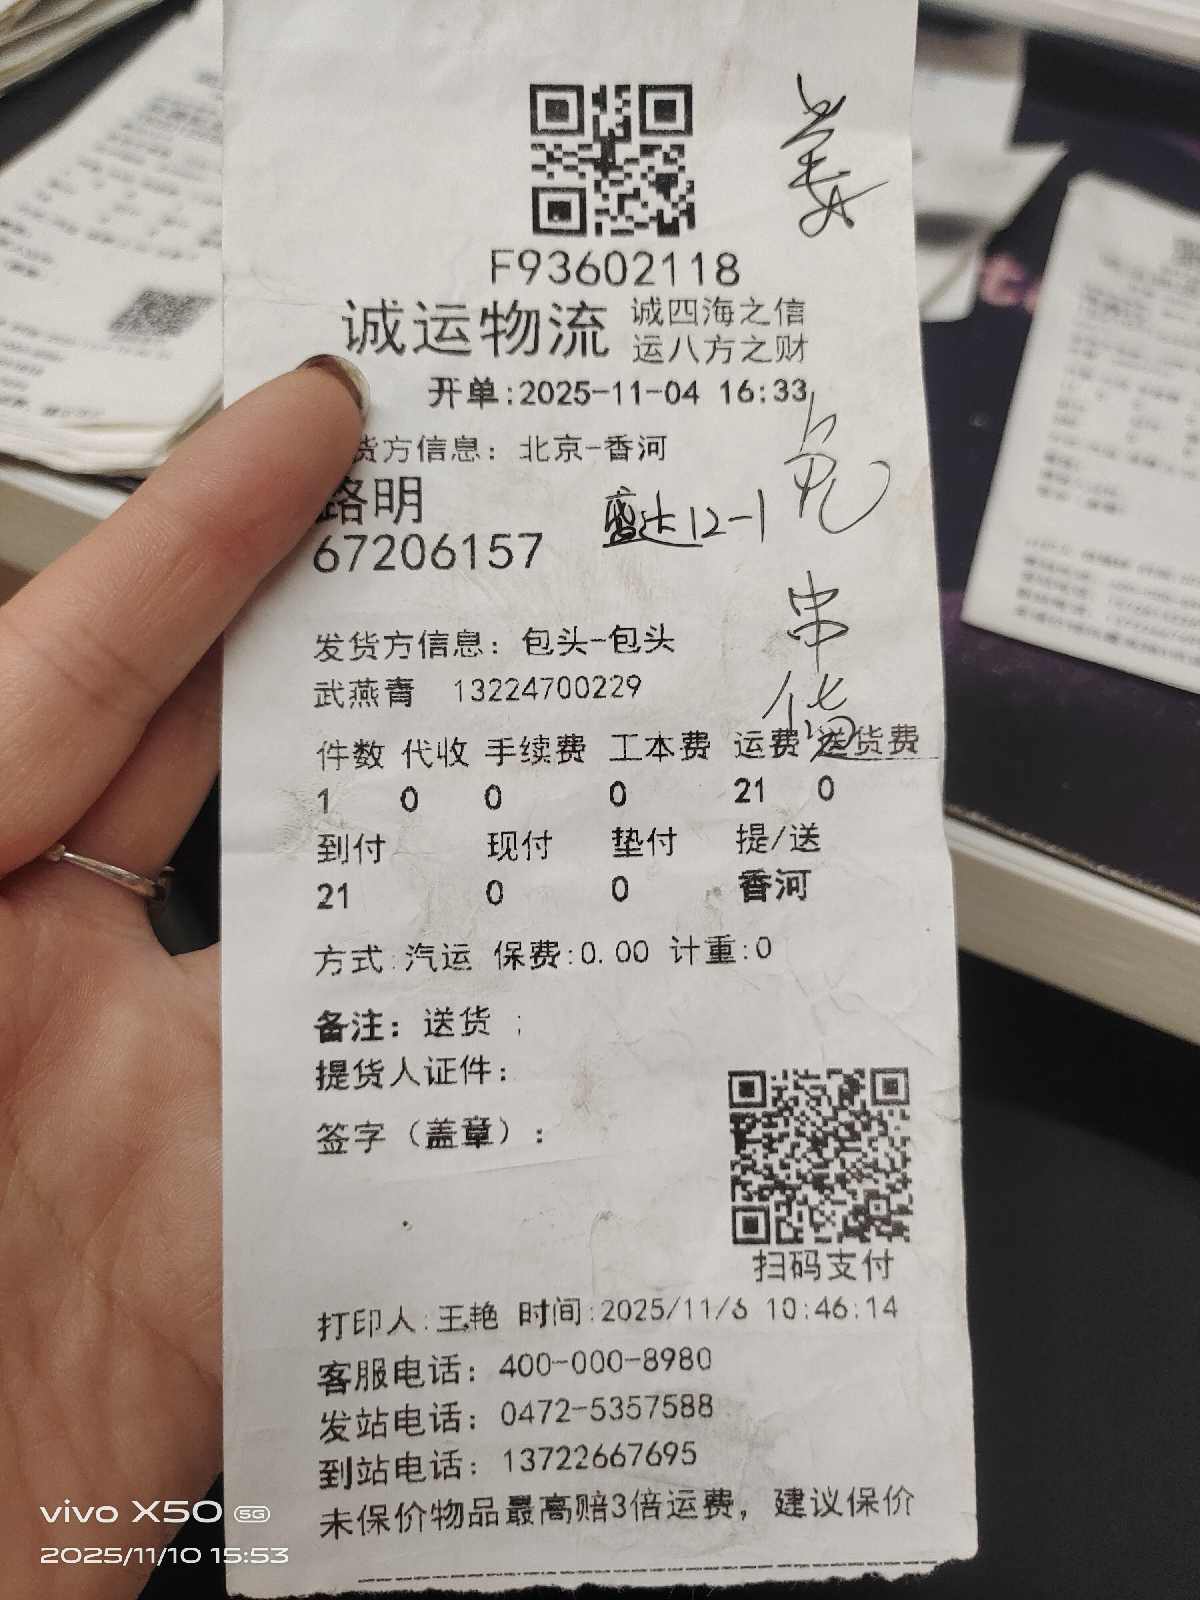 F93602118
诚运物流 诚四海之信
运八方之财
开单:2025-11-04 16:33
货方信息: 北京-香河
路明
盛达12-1
67206157
发货方信息: 包头-包头
武燕青 13224700229
串货
件数 代收 手续费 工本费 运费 送货费
1 0 0 0 21 0
到付 现付 垫付 提/送
21 0 0 香河
方式:汽运 保费:0.00 计重:0
备注: 送货 ;
提货人证件:
签字(盖章):
扫码支付
打印人:王艳 时间:2025/11/6 10:46:14
客服电话: 400-000-8980
发站电话: 0472-5357588
到站电话: 13722667695
未保价物品最高赔3倍运费, 建议保价
vivo X50 5G
2025/11/10 15:53